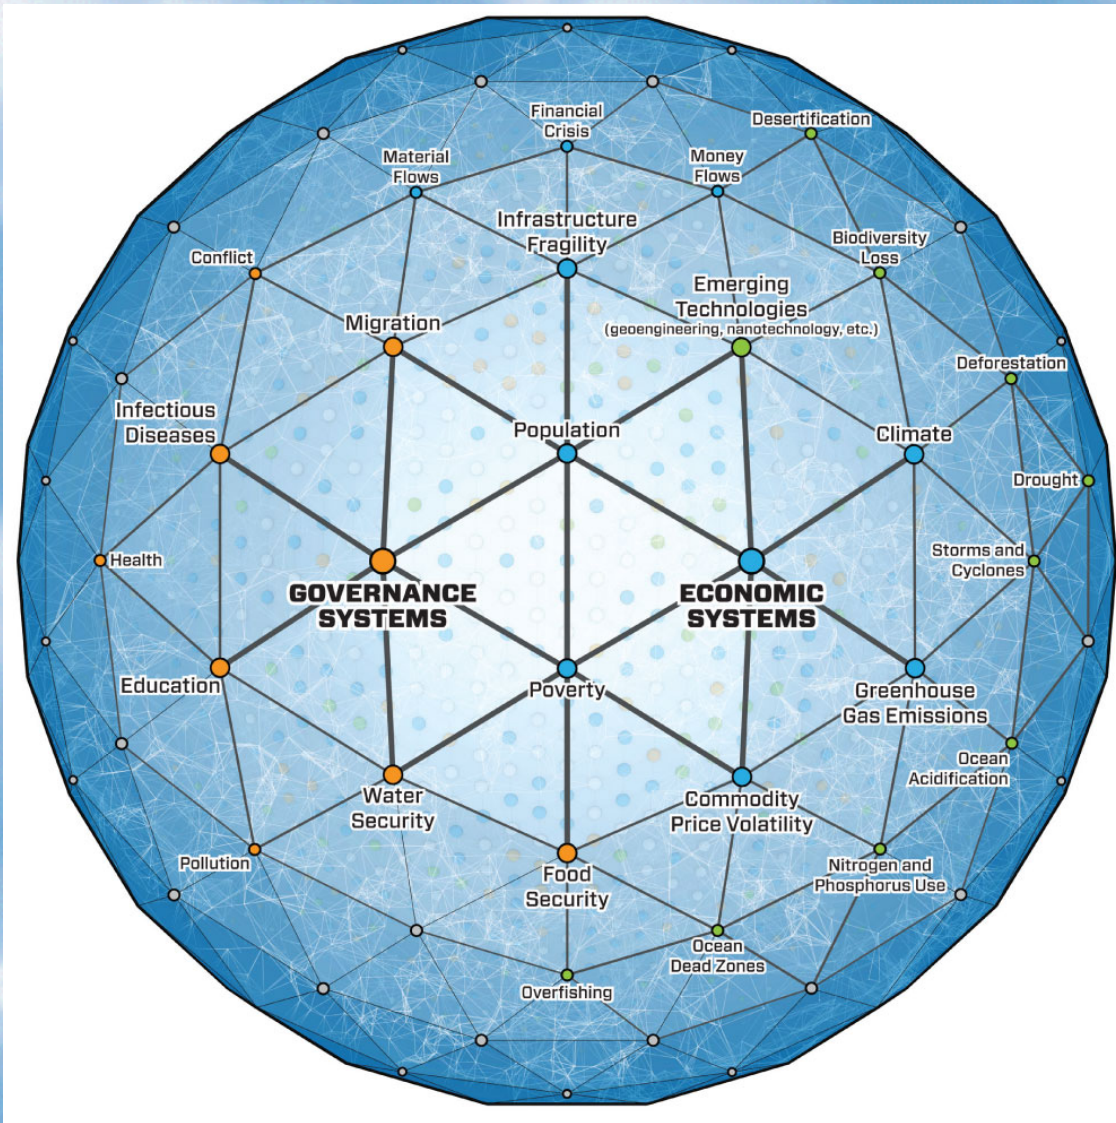 Financial
Crisis
Desertification
Material
Flows
Money
Flows
Infrastructure
Fragility
Conflict
Biodiversity
Loss
Emerging
Technologies
(geoengineering, nanotechnology, etc.)
Migration
Deforestation
Infectious
Diseases
Population
Climate
Drought
Health
Storms and
Cyclones
GOVERNANCE
SYSTEMS
ECONOMIC
SYSTEMS
Education
Poverty
Greenhouse
Gas Emissions
Ocean
Acidification
Water
Security
Commodity
Price Volatility
Pollution
Food
Security
Nitrogen and
Phosphorus Use
Ocean
Dead Zones
Overfishing